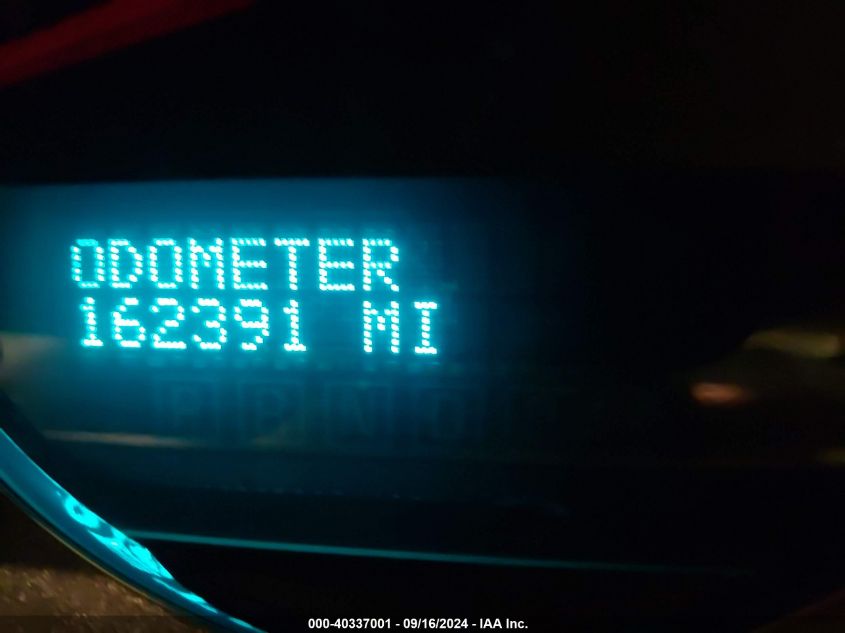 ODOMETER
162391 MI
P R N D
000-40337001 - 09/16/2024 - IAA Inc.